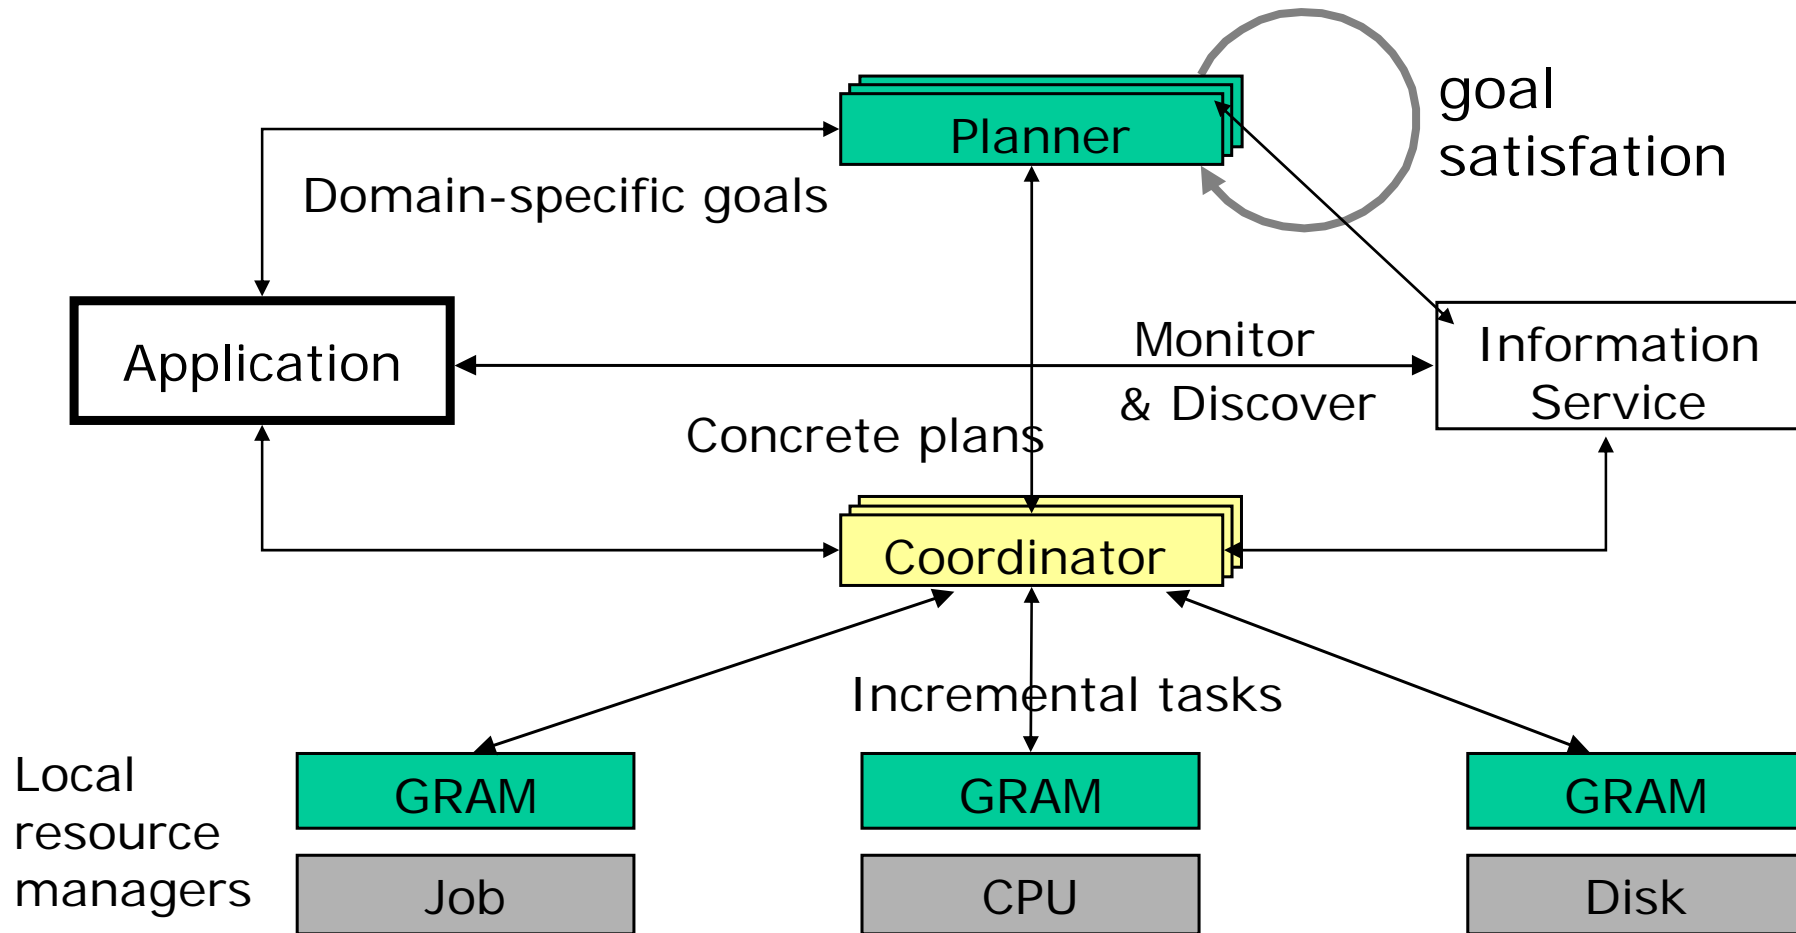 goal
satisfation
Planner
Domain-specific goals
Application
Monitor
& Discover
Information
Service
Concrete plans
Coordinator
Incremental tasks
Local
resource
managers
GRAM
GRAM
GRAM
Job
CPU
Disk